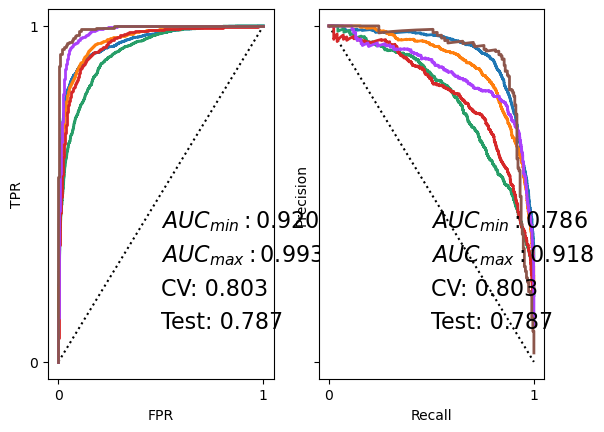 1
0
TPR
AUC_min : 0.920
AUC_max : 0.993
CV: 0.803
Test: 0.787
0
1
FPR
Precision
AUC_min : 0.786
AUC_max : 0.918
CV: 0.803
Test: 0.787
0
1
Recall